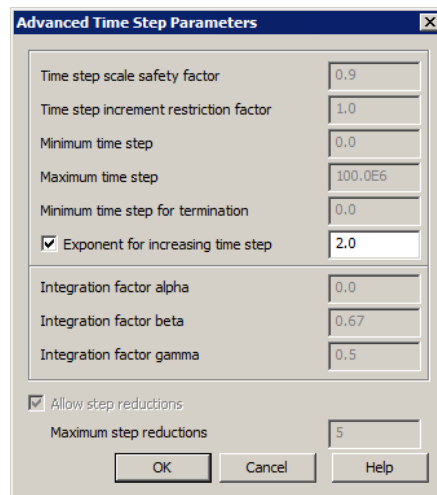 Advanced Time Step Parameters
Time step scale safety factor 0.9
Time step increment restriction factor 1.0
Minimum time step 0.0
Maximum time step 100.0E6
Minimum time step for termination 0.0
Exponent for increasing time step 2.0
Integration factor alpha 0.0
Integration factor beta 0.67
Integration factor gamma 0.5
Allow step reductions
Maximum step reductions 5
OK Cancel Help